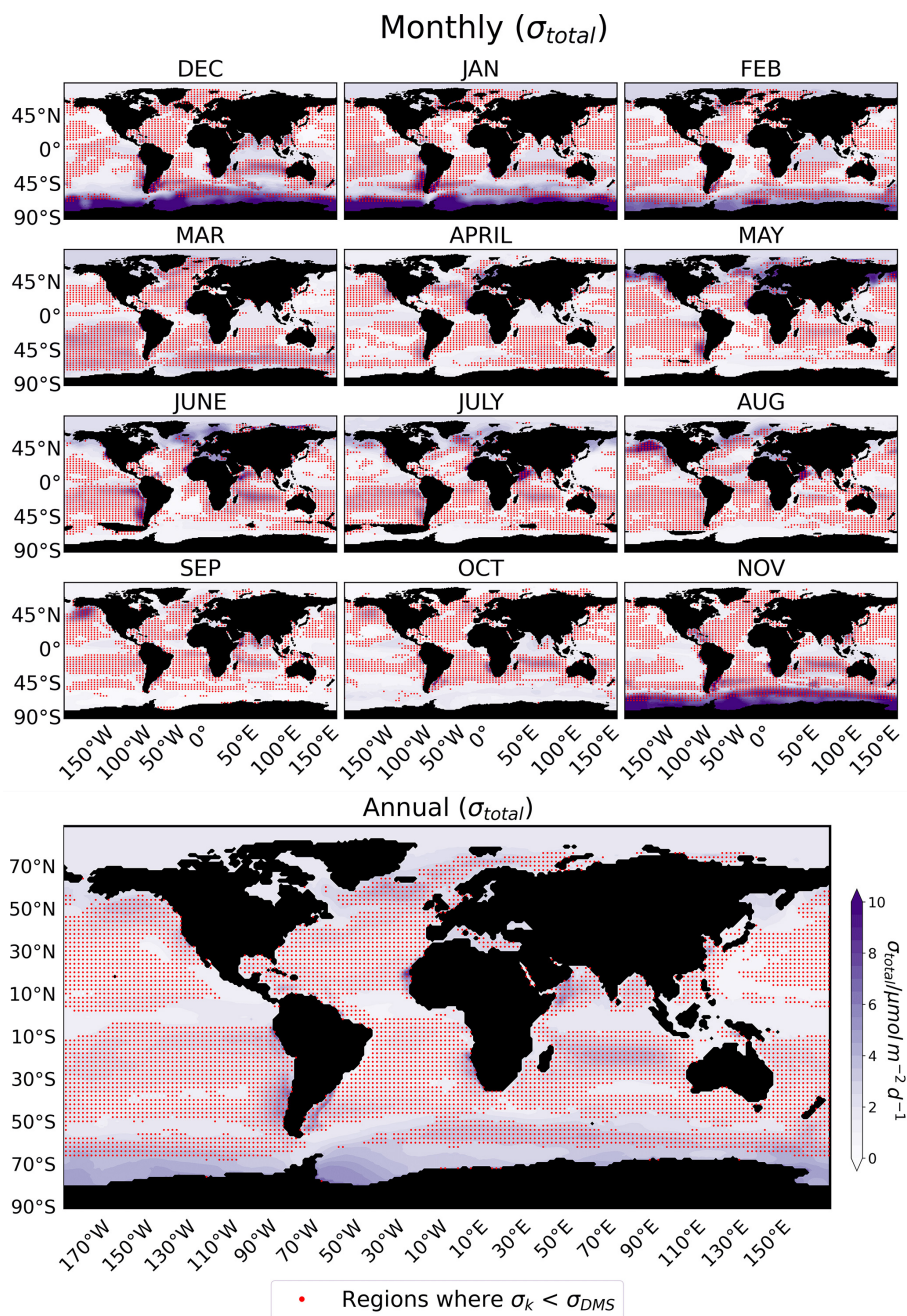 Monthly (σtotal)
DEC JAN FEB
45°N
0°
45°S
90°S
MAR APRIL MAY
45°N
0°
45°S
90°S
JUNE JULY AUG
45°N
0°
45°S
90°S
SEP OCT NOV
45°N
0°
45°S
90°S
150°W 100°W 50°W 0° 50°E 100°E 150°E 150°W 100°W 50°W 0° 50°E 100°E 150°E 150°W 100°W 50°W 0° 50°E 100°E 150°E
Annual (σtotal)
70°N
50°N
30°N
10°N
10°S
30°S
50°S
70°S
90°S
170°W 150°W 130°W 110°W 90°W 70°W 50°W 30°W 10°W 10°E 30°E 50°E 70°E 90°E 110°E 130°E 150°E
10
8
6
4
2
0
σtotal/μmol m⁻² d⁻¹
Regions where σk < σDMS